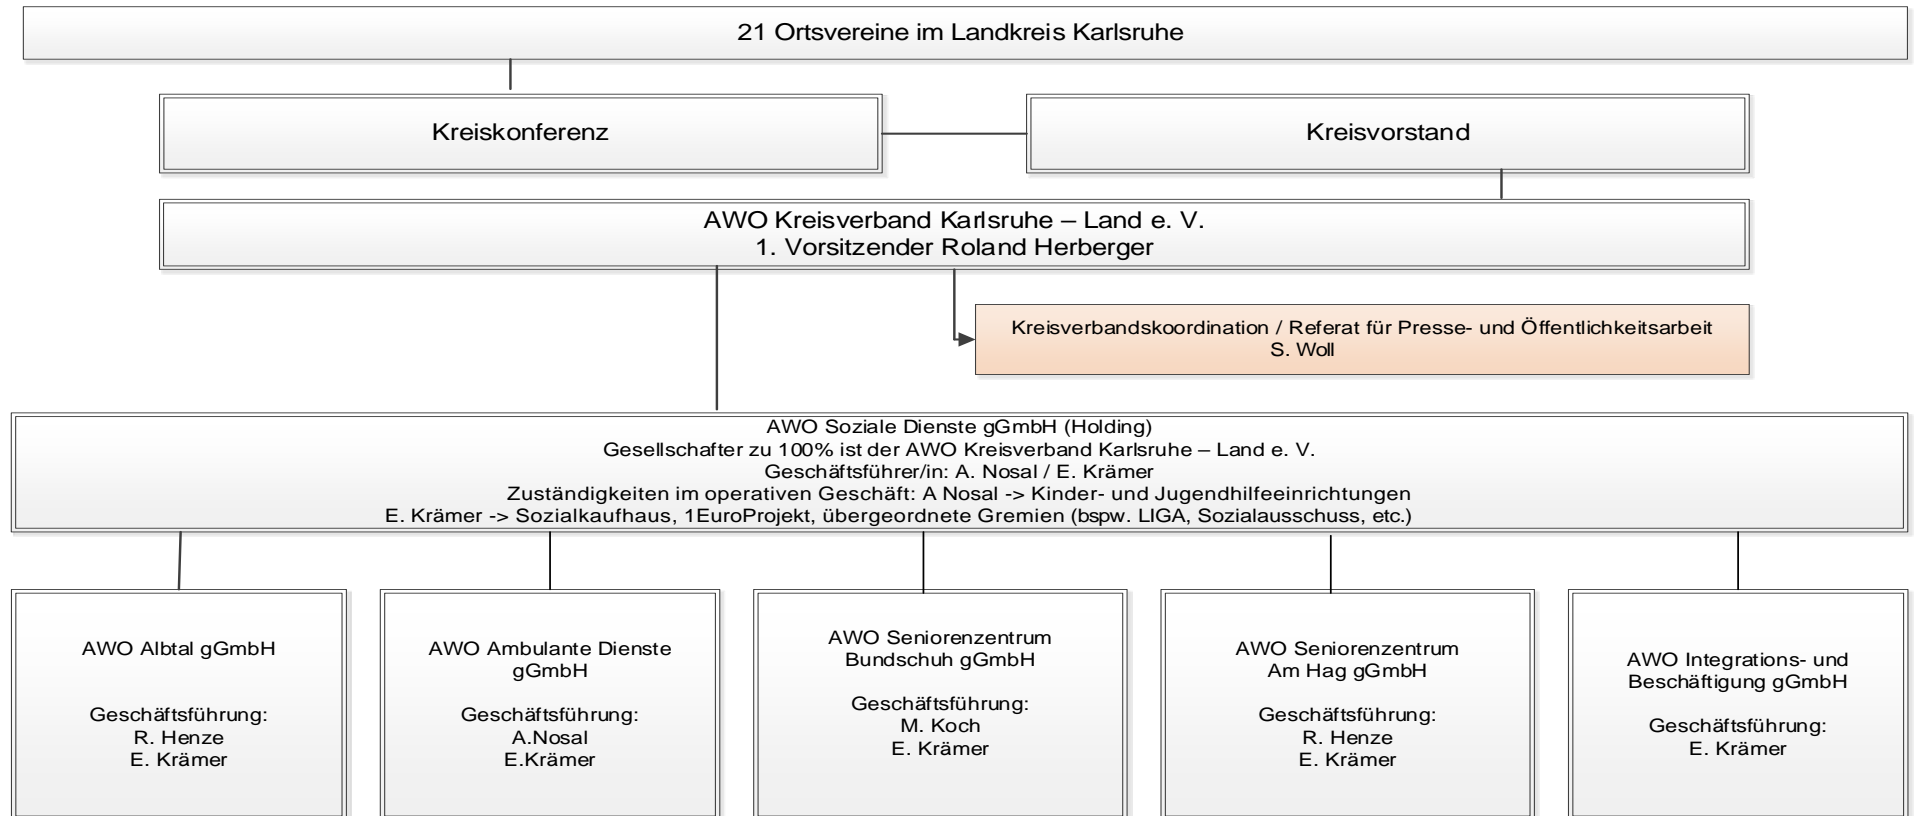 21 Ortsvereine im Landkreis Karlsruhe
Kreiskonferenz
Kreisvorstand
AWO Kreisverband Karlsruhe – Land e. V.
1. Vorsitzender Roland Herberger
Kreisverbandskoordination / Referat für Presse- und Öffentlichkeitsarbeit
S. Woll
AWO Soziale Dienste gGmbH (Holding)
Gesellschafter zu 100% ist der AWO Kreisverband Karlsruhe – Land e. V.
Geschäftsführer/in: A. Nosal / E. Krämer
Zuständigkeiten im operativen Geschäft: A Nosal -> Kinder- und Jugendhilfeeinrichtungen
E. Krämer -> Sozialkaufhaus, 1EuroProjekt, übergeordnete Gremien (bspw. LIGA, Sozialausschuss, etc.)
AWO Albtal gGmbH
Geschäftsführung:
R. Henze
E. Krämer
AWO Ambulante Dienste
gGmbH
Geschäftsführung:
A.Nosal
E.Krämer
AWO Seniorenzentrum
Bundschuh gGmbH
Geschäftsführung:
M. Koch
E. Krämer
AWO Seniorenzentrum
Am Hag gGmbH
Geschäftsführung:
R. Henze
E. Krämer
AWO Integrations- und
Beschäftigung gGmbH
Geschäftsführung:
E. Krämer